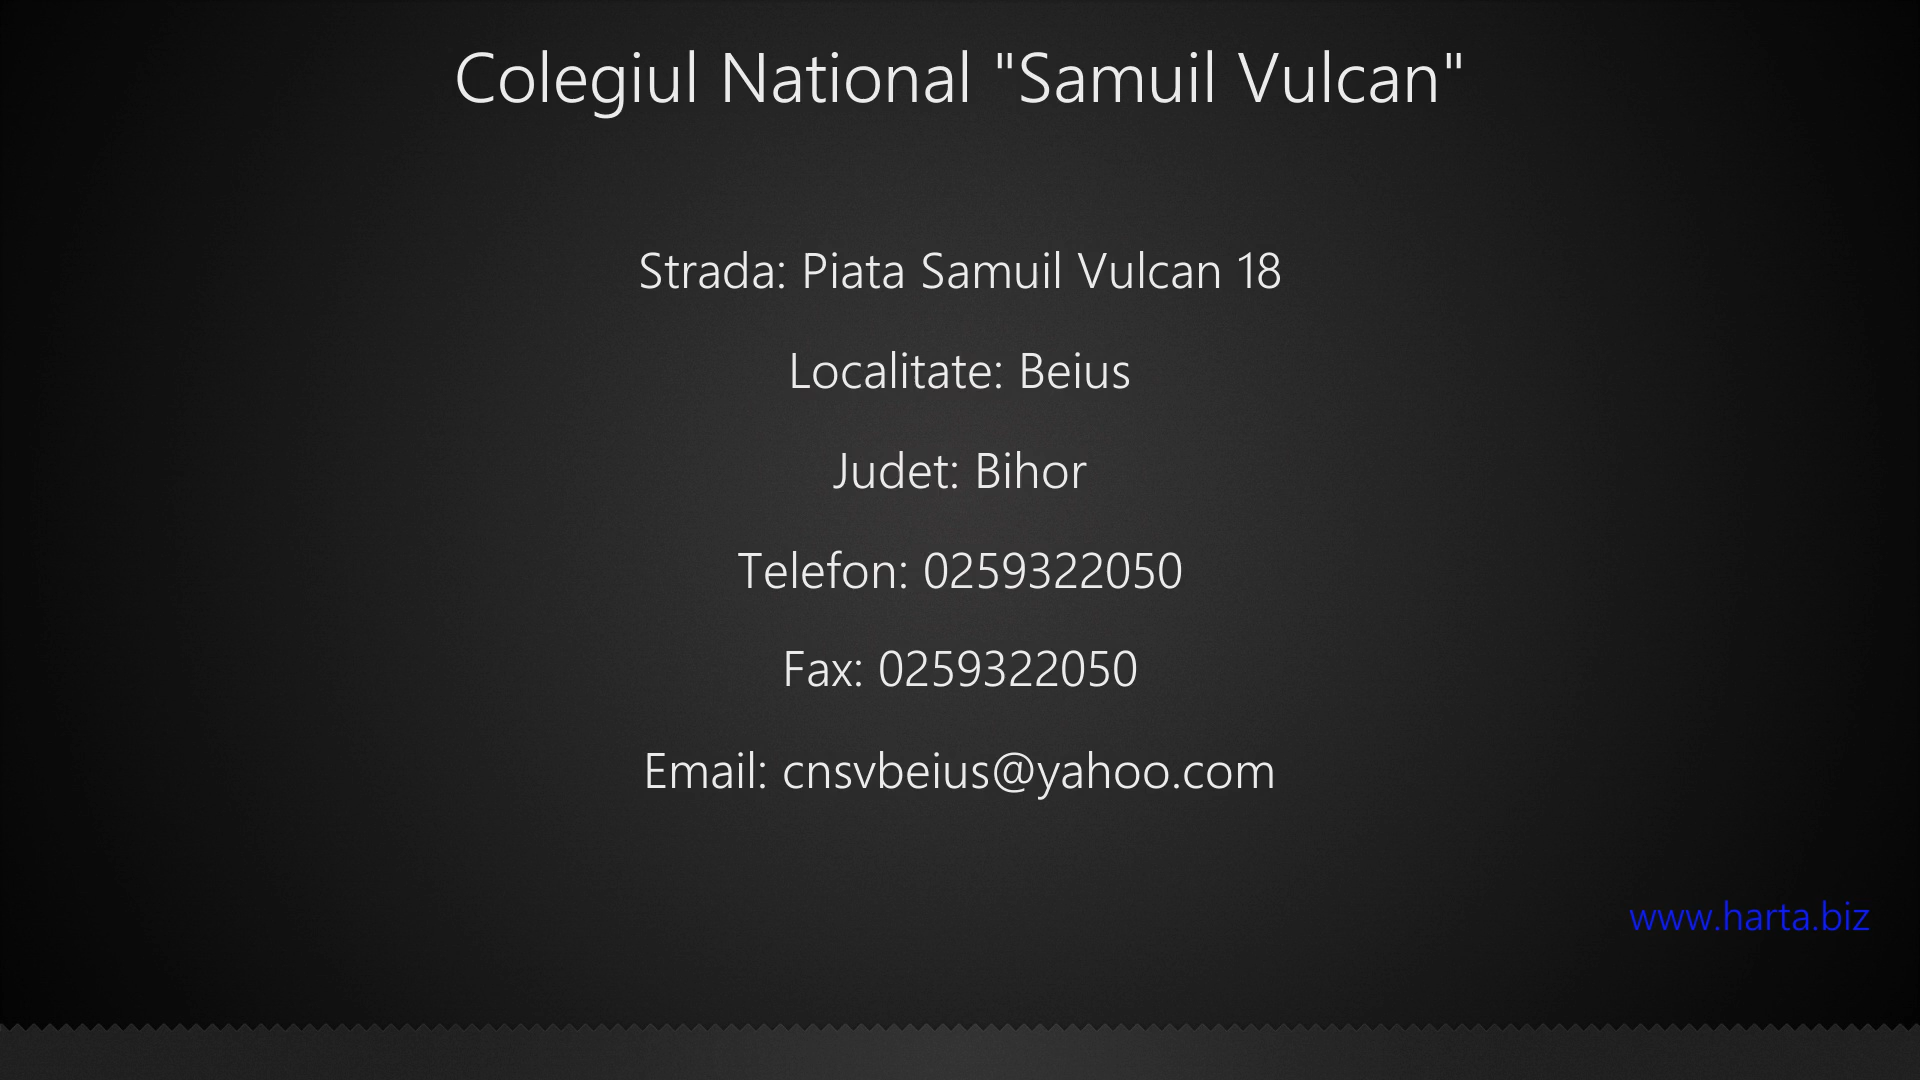 Colegiul National "Samuil Vulcan"
Strada: Piata Samuil Vulcan 18
Localitate: Beius
Judet: Bihor
Telefon: 0259322050
Fax: 0259322050
Email: cnsvbeius@yahoo.com
www.harta.biz